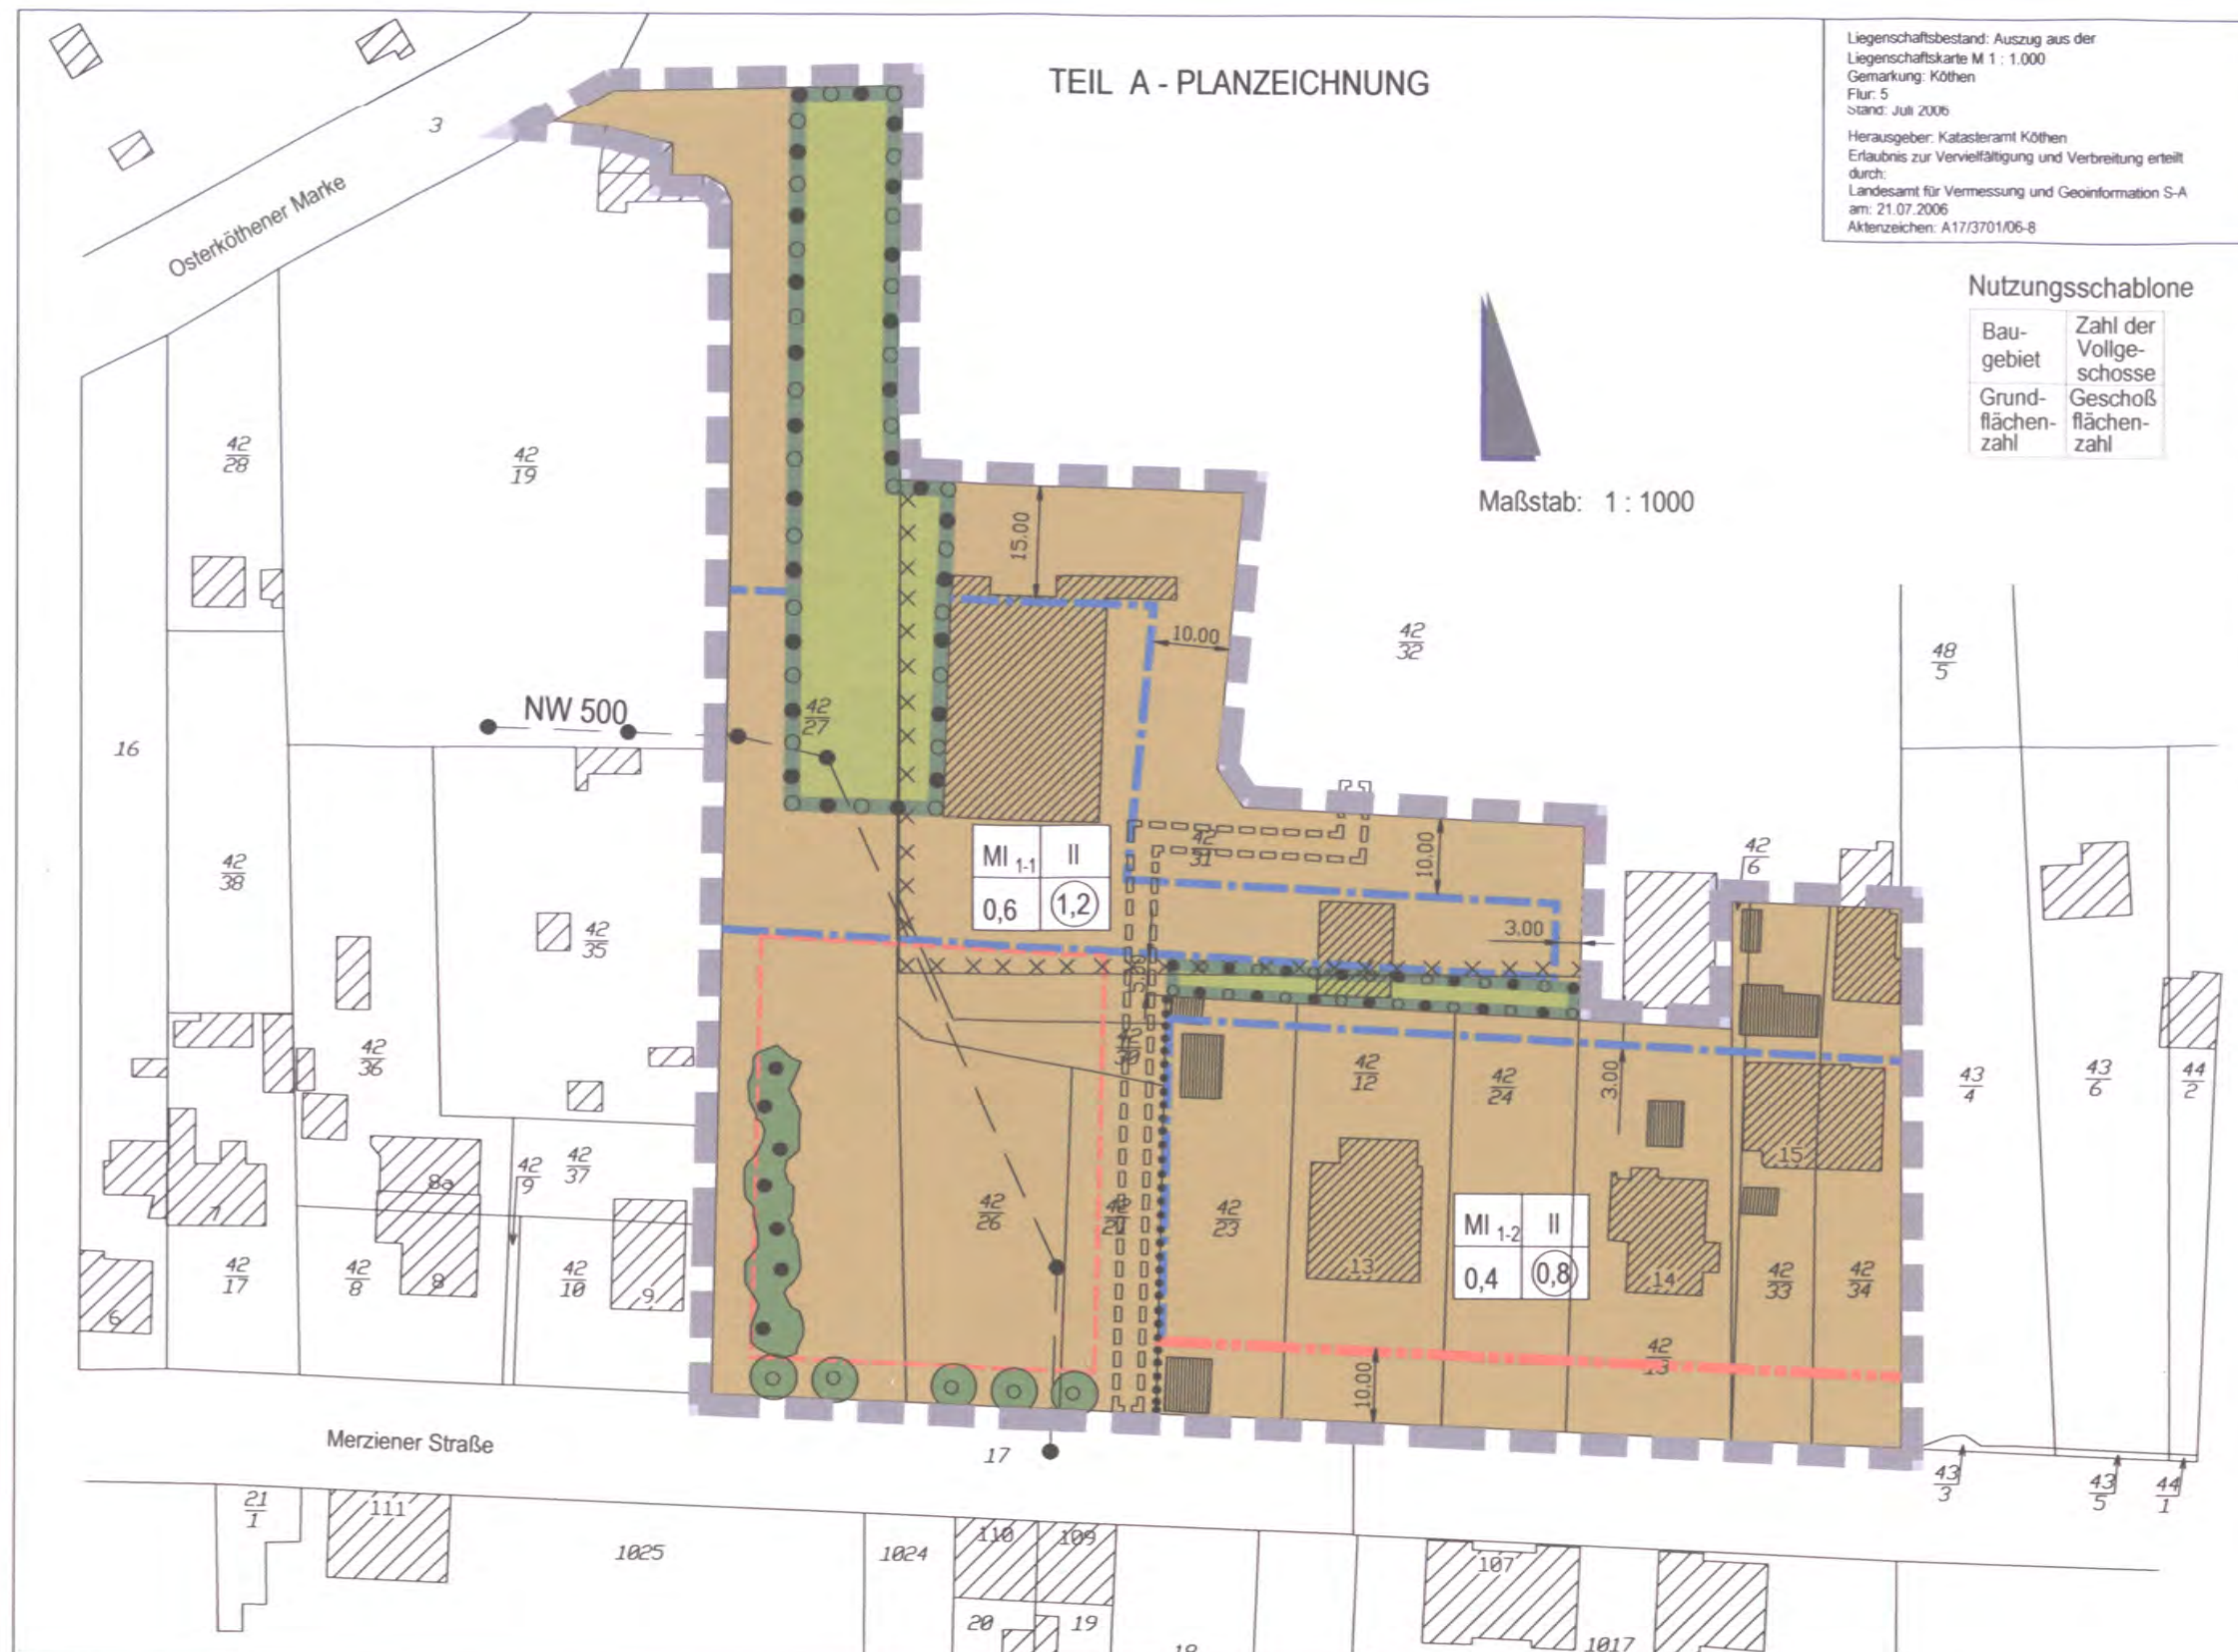 TEIL A - PLANZEICHNUNG
Liegenschaftsbestand: Auszug aus der
Liegenschaftskarte M 1 : 1.000
Gemarkung: Köthen
Flur: 5
Stand: Juli 2006
Herausgeber: Katasteramt Köthen
Erlaubnis zur Vervielfältigung und Verbreitung erteilt
durch:
Landesamt für Vermessung und Geoinformation S-A
am: 21.07.2006
Aktenzeichen: A17/3701/06-8
Nutzungsschablone
Bau-
gebiet
Zahl der
Vollge-
schosse
Grund-
flächen-
zahl
Geschoß
flächen-
zahl
Maßstab: 1 : 1000
3
Osterköthener Marke
42
28
42
19
15.00
10.00
42
32
48
5
NW 500
42
27
16
42
38
42
35
MI 1-1
II
0,6
1,2
42
31
10.00
3.00
42
6
5.00
42
36
42
30
42
12
42
24
3.00
43
4
43
6
44
2
42
9
42
37
8a
7
15
42
17
42
8
8
42
10
9
6
42
26
42
42
23
13
MI 1-2
II
0,4
0,8
14
42
33
42
34
42
13
10.00
Merziener Straße
17
43
3
43
5
44
1
21
1
111
1025
1024
110
109
107
20
19
18
1017